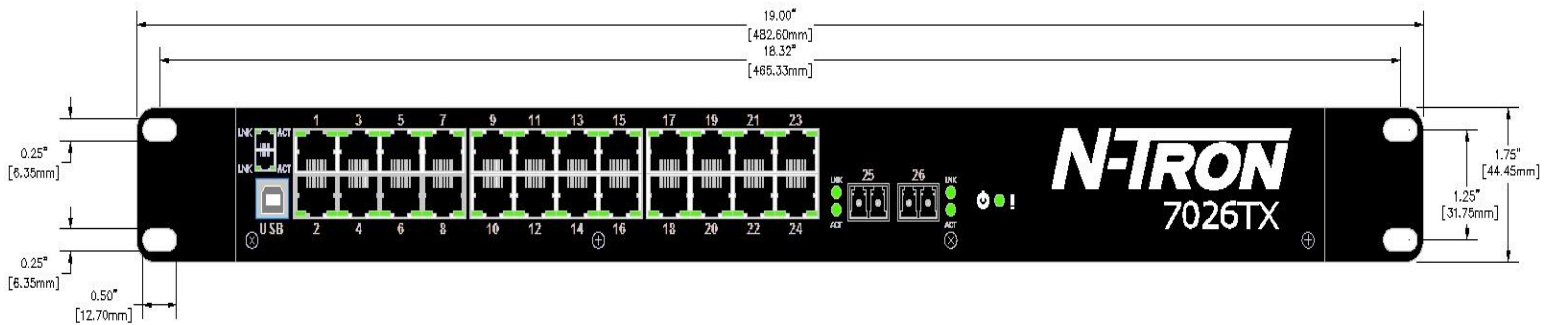 19.00"
[482.60mm]
18.32"
[465.33mm]
0.25"
[6.35mm]
0.25"
[6.35mm]
0.50"
[12.70mm]
1.75"
[44.45mm]
1.25"
[31.75mm]
LNK ACT
LNK ACT
USB
1 3 5 7 9 11 13 15 17 19 21 23
2 4 6 8 10 12 14 16 18 20 22 24
LNK 25 26 LNK
ACT ACT
!
N-TRON
7026TX